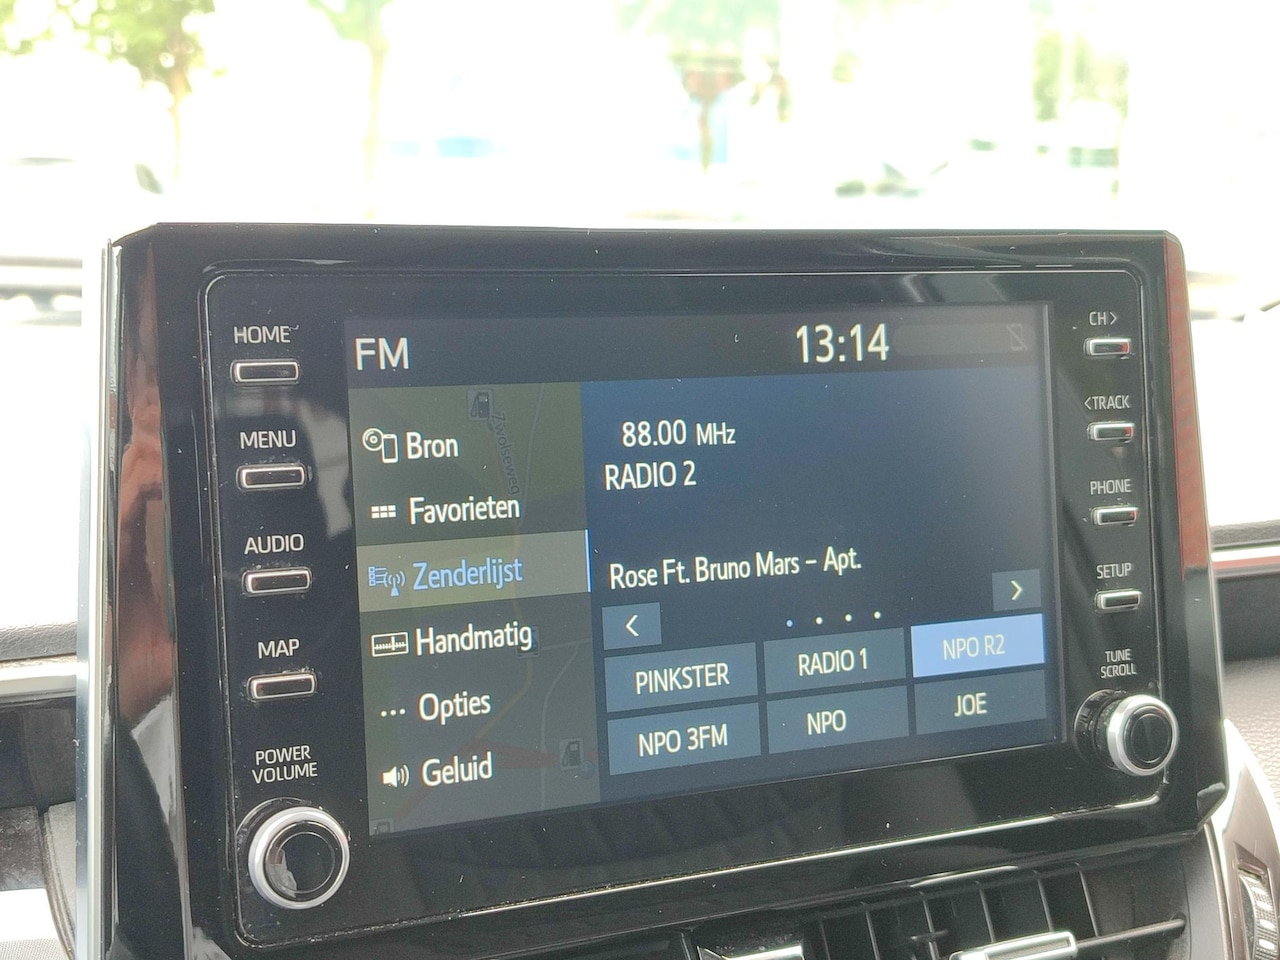 HOME
MENU
AUDIO
MAP
POWER
VOLUME
FM
13:14
Zwolseweg
Bron
Favorieten
Zenderlijst
Handmatig
Opties
Geluid
88.00 MHz
RADIO 2
Rose Ft. Bruno Mars - Apt.
<
>
PINKSTER
RADIO 1
NPO R2
NPO 3FM
NPO
JOE
CH>
<TRACK
PHONE
SETUP
TUNE
SCROLL